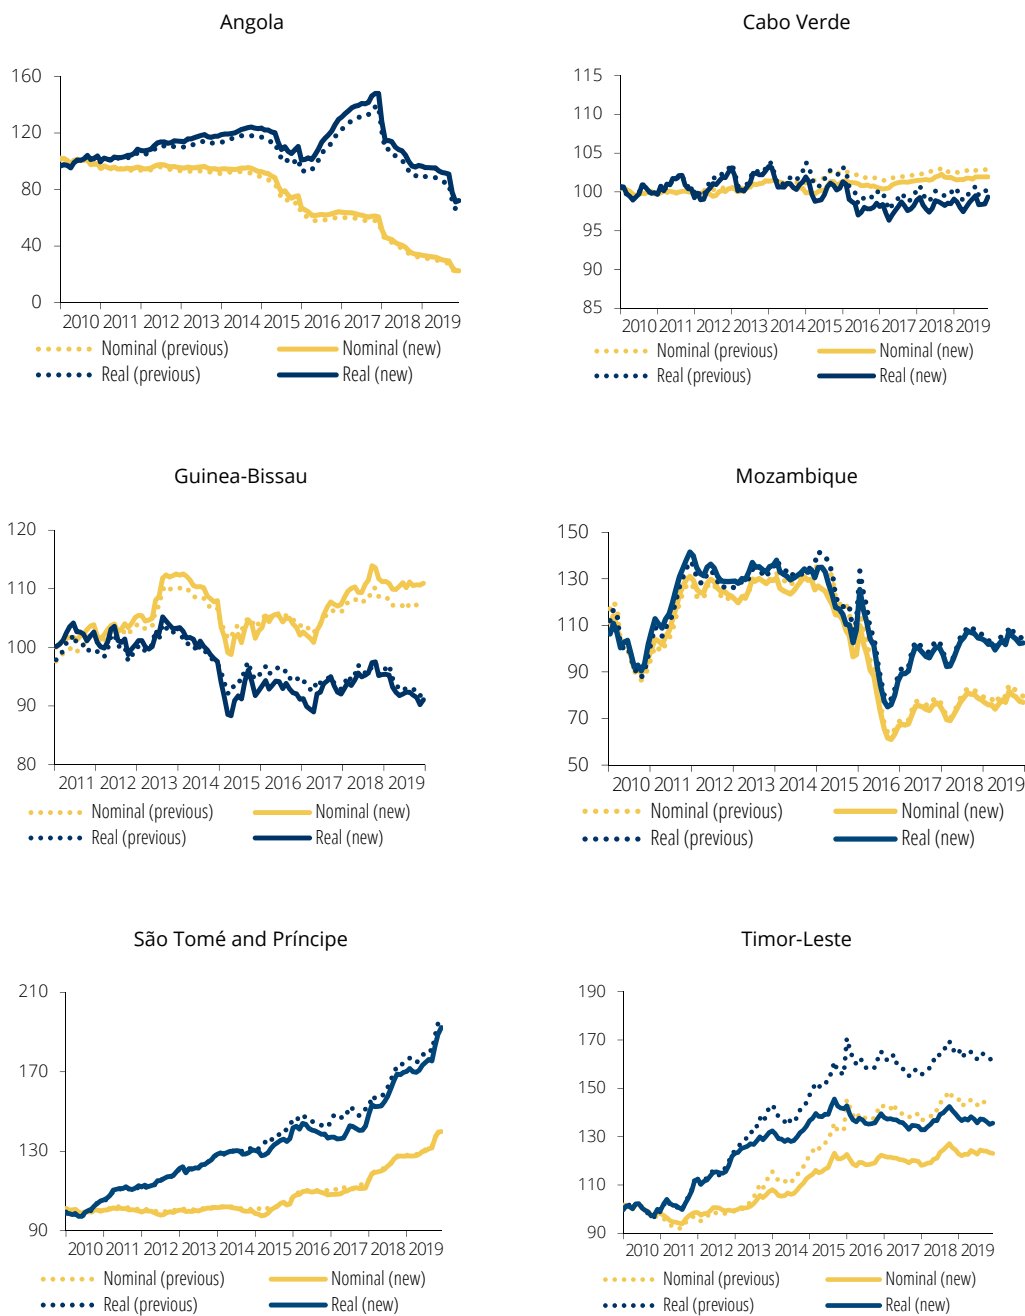 Angola
160
120
80
40
0
2010 2011 2012 2013 2014 2015 2016 2017 2018 2019
Nominal (previous) Nominal (new)
Real (previous) Real (new)
Cabo Verde
115
110
105
100
95
90
85
2010 2011 2012 2013 2014 2015 2016 2017 2018 2019
Nominal (previous) Nominal (new)
Real (previous) Real (new)
Guinea-Bissau
120
110
100
90
80
2011 2012 2013 2014 2015 2016 2017 2018 2019
Nominal (previous) Nominal (new)
Real (previous) Real (new)
Mozambique
150
130
110
90
70
50
2010 2011 2012 2013 2014 2015 2016 2017 2018 2019
Nominal (previous) Nominal (new)
Real (previous) Real (new)
São Tomé and Príncipe
210
170
130
90
2010 2011 2012 2013 2014 2015 2016 2017 2018 2019
Nominal (previous) Nominal (new)
Real (previous) Real (new)
Timor-Leste
190
170
150
130
110
90
2010 2011 2012 2013 2014 2015 2016 2017 2018 2019
Nominal (previous) Nominal (new)
Real (previous) Real (new)